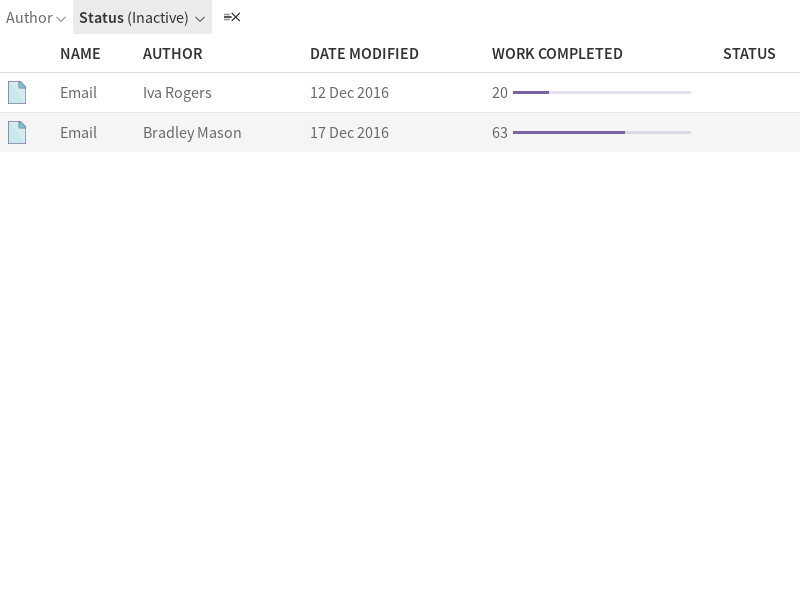 Author Status (Inactive)
NAME AUTHOR DATE MODIFIED WORK COMPLETED STATUS
Email Iva Rogers 12 Dec 2016 20
Email Bradley Mason 17 Dec 2016 63